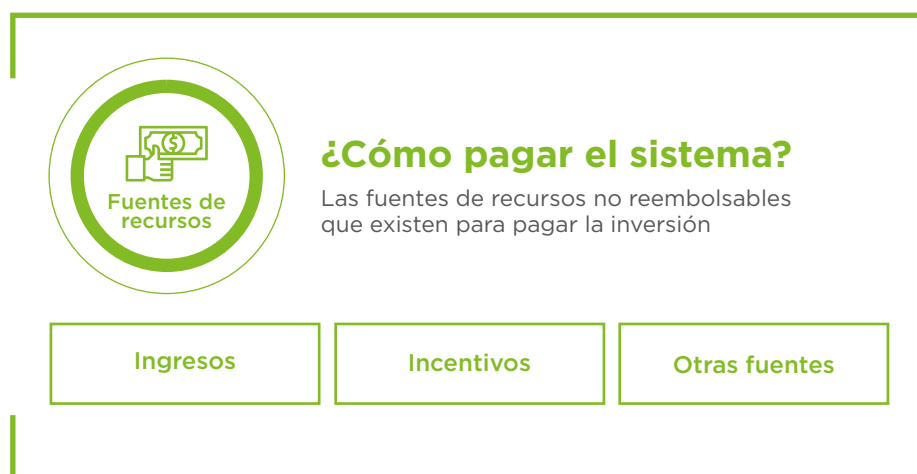 Fuentes de
recursos
¿Cómo pagar el sistema?
Las fuentes de recursos no reembolsables
que existen para pagar la inversión
Ingresos
Incentivos
Otras fuentes